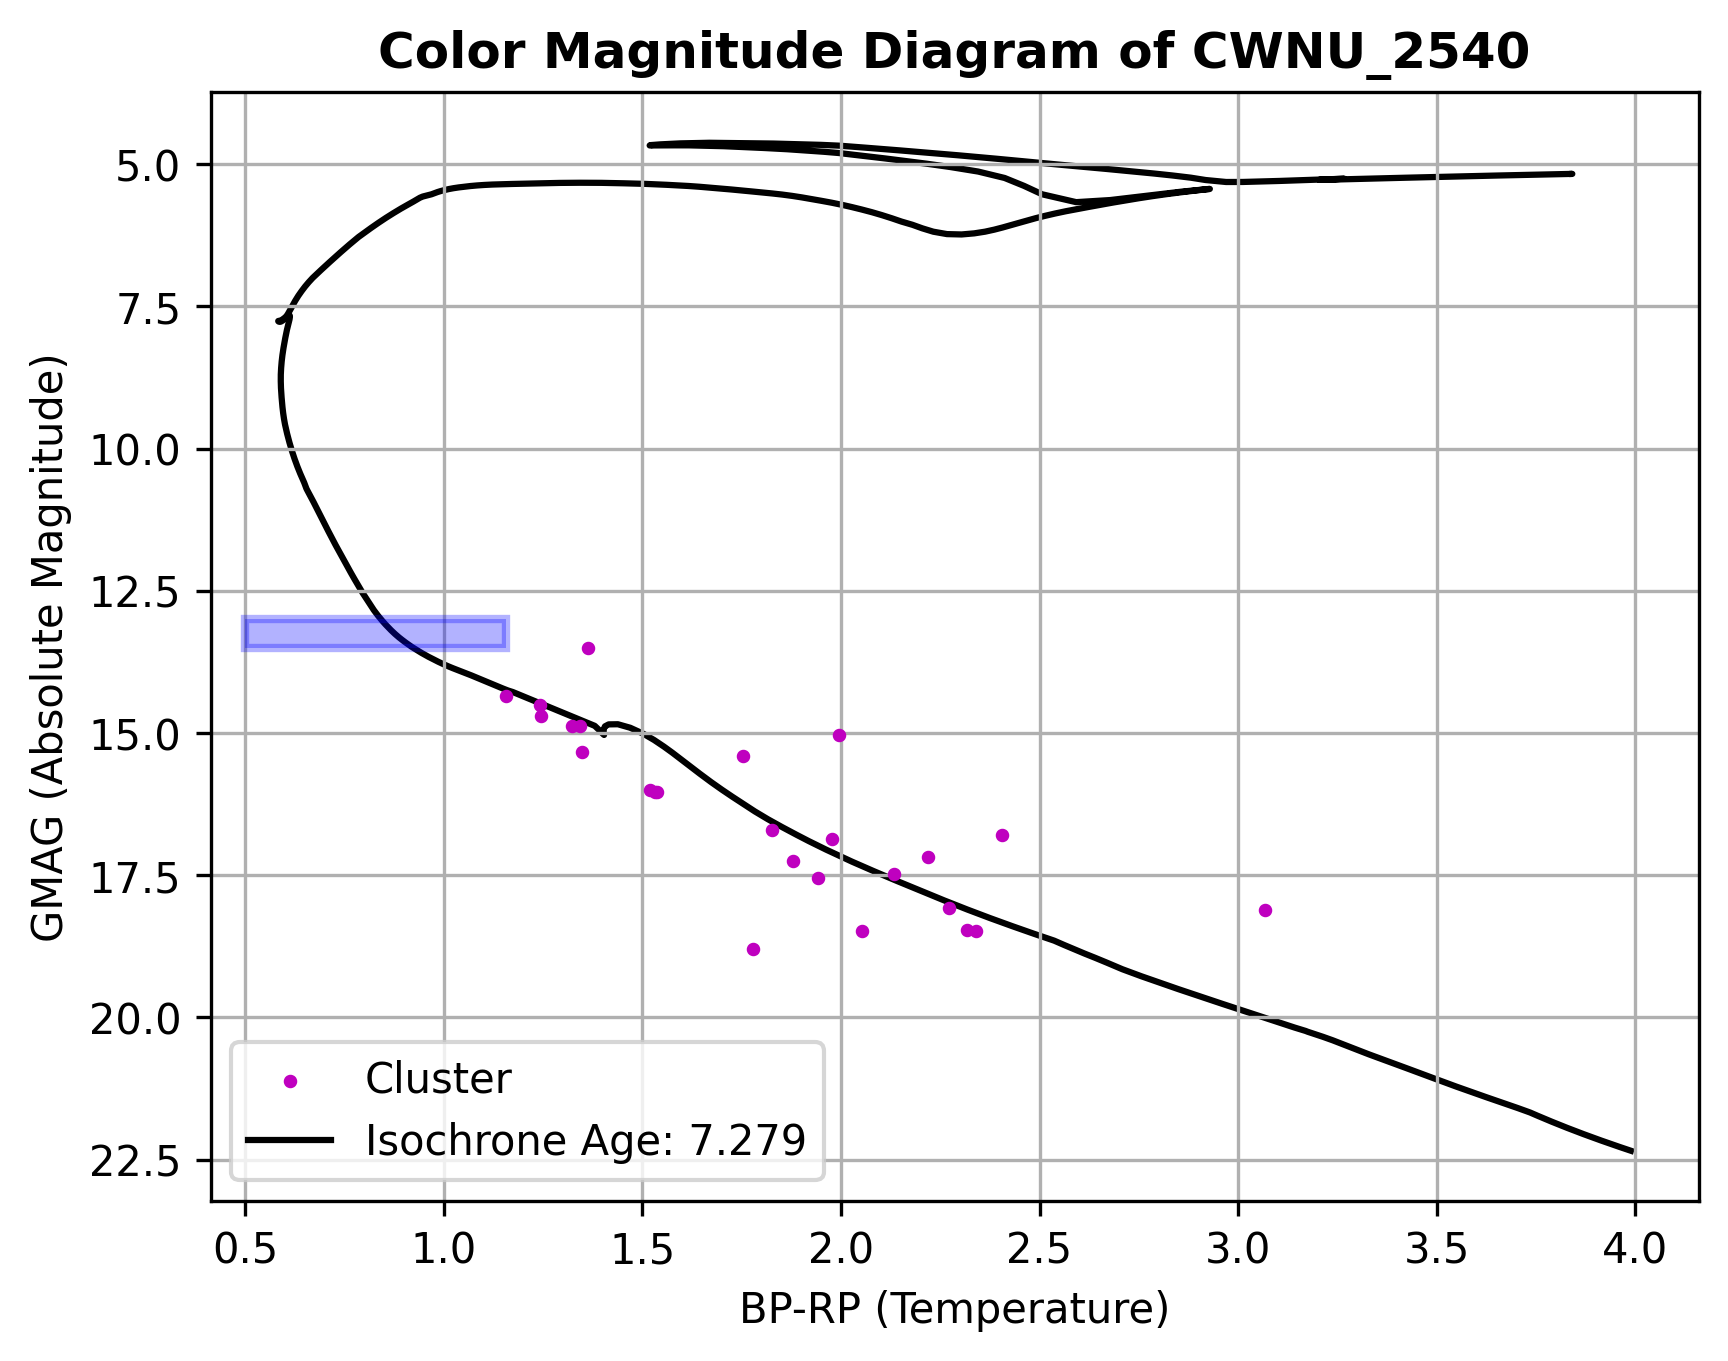 Color Magnitude Diagram of CWNU_2540
GMAG (Absolute Magnitude)
5.0
7.5
10.0
12.5
15.0
17.5
20.0
22.5
Cluster
Isochrone Age: 7.279
0.5 1.0 1.5 2.0 2.5 3.0 3.5 4.0
BP-RP (Temperature)